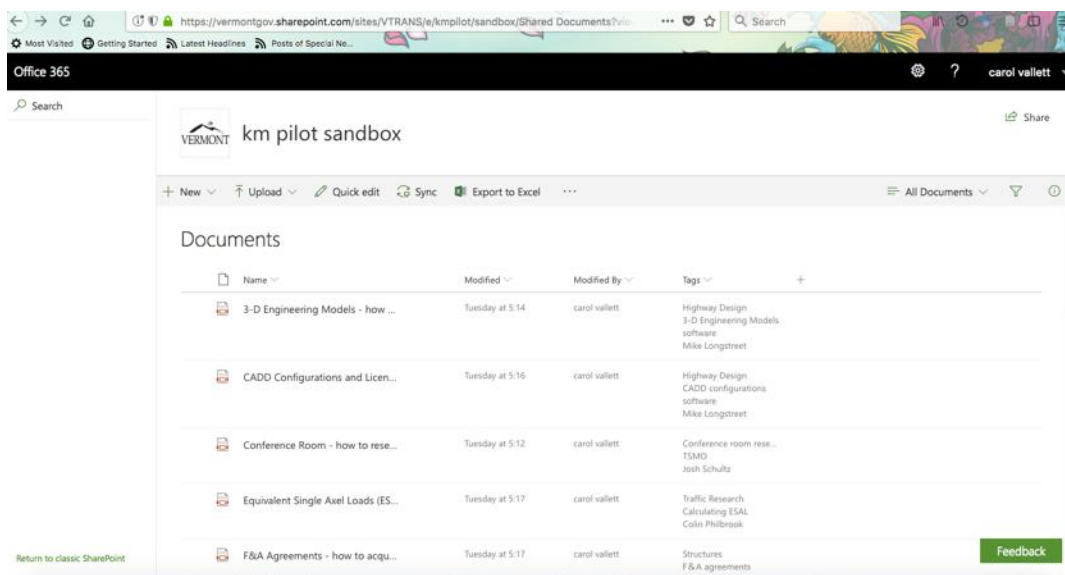 https://vermontgov.sharepoint.com/sites/VTRANS/e/kmpilot/sandbox/Shared Documents?vie ... Search
Most Visited Getting Started Latest Headlines Posts of Special Ne...
Office 365 ? carol vallett
Search
Share
VERMONT km pilot sandbox
+ New Upload Quick edit Sync Export to Excel ... All Documents
Documents
Name Modified Modified By Tags +
3-D Engineering Models - how ... Tuesday at 5:14 carol vallett Highway Design
3-D Engineering Models
software
Mike Longstreet
CADD Configurations and Licen... Tuesday at 5:16 carol vallett Highway Design
CADD configurations
software
Mike Longstreet
Conference Room - how to rese... Tuesday at 5:12 carol vallett Conference room rese...
TSMO
Josh Schultz
Equivalent Single Axel Loads (ES... Tuesday at 5:17 carol vallett Traffic Research
Calculating ESAL
Colin Philbrook
F&A Agreements - how to acqu... Tuesday at 5:17 carol vallett Structures
F&A agreements
Return to classic SharePoint
Feedback